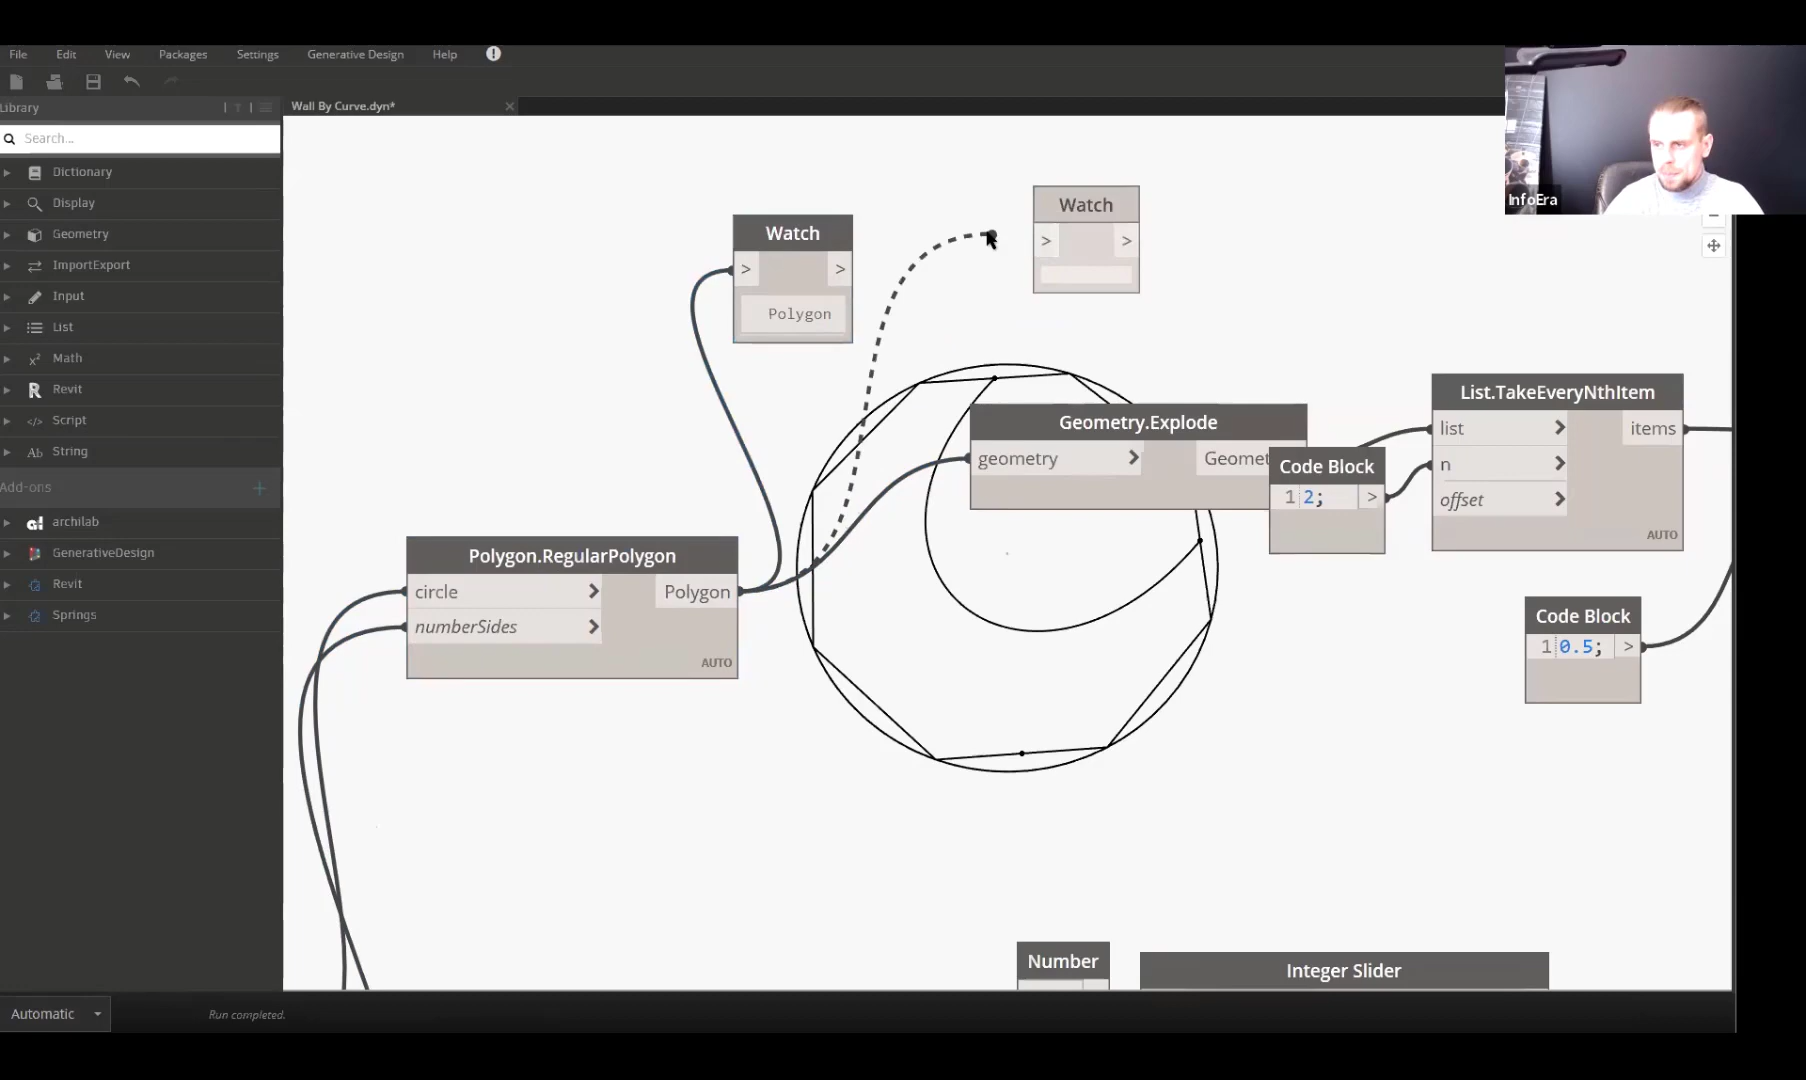 File Edit View Packages Settings Generative Design Help
Library
Wall By Curve.dyn*
Search...
Dictionary
Display
Geometry
ImportExport
Input
List
Math
Revit
Script
String
Add-ons
archilab
GenerativeDesign
Revit
Springs
Watch
> >
Polygon
Watch
> >
InfoEra
Geometry.Explode
geometry Geomet
Code Block
1 2; >
List.TakeEveryNthItem
list items
n
offset
AUTO
Polygon.RegularPolygon
circle Polygon
numberSides
AUTO
Code Block
1 0.5; >
Number
Integer Slider
Automatic
Run completed.